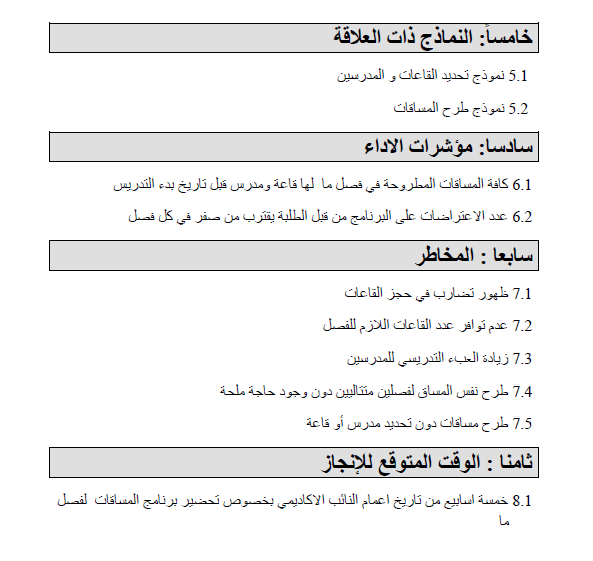 خامساً: النماذج ذات العلاقة
5.1 نموذج تحديد القاعات و المدرسين
5.2 نموذج طرح المساقات
سادسا: مؤشرات الاداء
6.1 كافة المساقات المطروحة في فصل ما لها قاعة ومدرس قبل تاريخ بدء التدريس
6.2 عدد الاعتراضات على البرنامج من قبل الطلبة يقترب من صفر في كل فصل
سابعا : المخاطر
7.1 ظهور تضارب في حجز القاعات
7.2 عدم توافر عدد القاعات اللازم للفصل
7.3 زيادة العبء التدريسي للمدرسين
7.4 طرح نفس المساق لفصلين متتاليين دون وجود حاجة ملحة
7.5 طرح مساقات دون تحديد مدرس أو قاعة
ثامنا : الوقت المتوقع للإنجاز
8.1 خمسة اسابيع من تاريخ اعمام النائب الاكاديمي بخصوص تحضير برنامج المساقات لفصل
ما